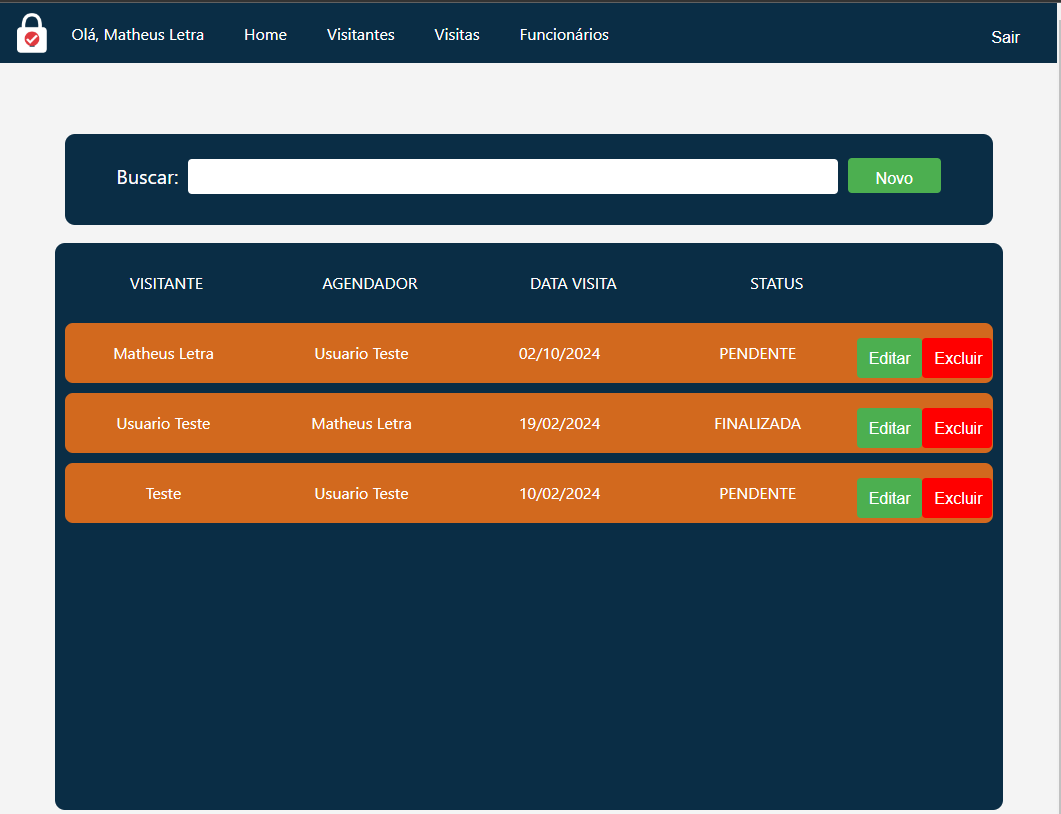 Olá, Matheus Letra Home Visitantes Visitas Funcionários Sair
Buscar: Novo
VISITANTE AGENDADOR DATA VISITA STATUS
Matheus Letra Usuario Teste 02/10/2024 PENDENTE Editar Excluir
Usuario Teste Matheus Letra 19/02/2024 FINALIZADA Editar Excluir
Teste Usuario Teste 10/02/2024 PENDENTE Editar Excluir